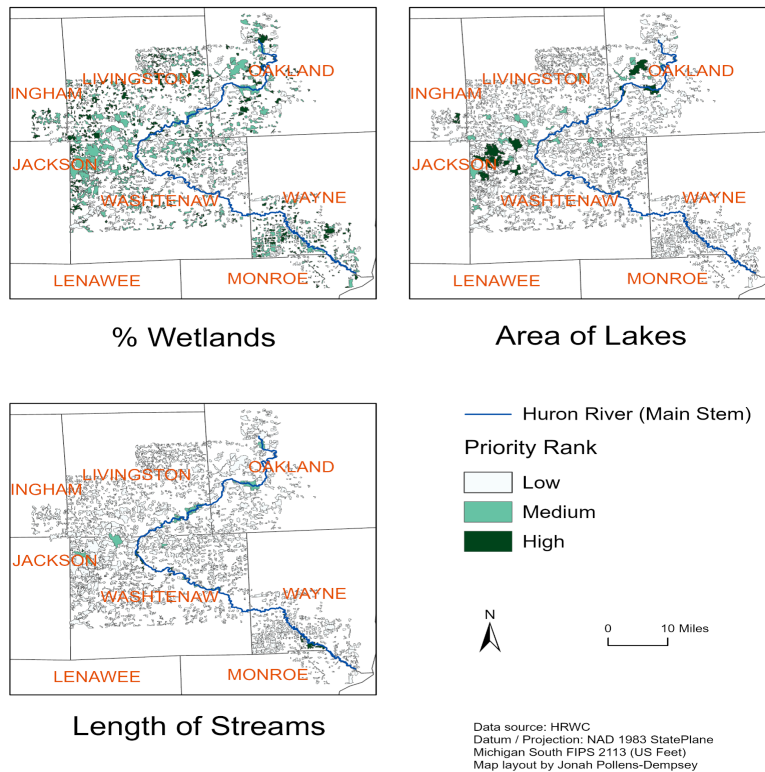 OAKLAND
LIVINGSTON
INGHAM
JACKSON
WASHTENAW
WAYNE
LENAWEE
MONROE
% Wetlands
OAKLAND
LIVINGSTON
INGHAM
JACKSON
WASHTENAW
WAYNE
LENAWEE
MONROE
Area of Lakes
OAKLAND
LIVINGSTON
INGHAM
JACKSON
WASHTENAW
WAYNE
LENAWEE
MONROE
Length of Streams
Huron River (Main Stem)
Priority Rank
Low
Medium
High
N
0 10 Miles
Data source: HRWC
Datum / Projection: NAD 1983 StatePlane
Michigan South FIPS 2113 (US Feet)
Map layout by Jonah Pollens-Dempsey